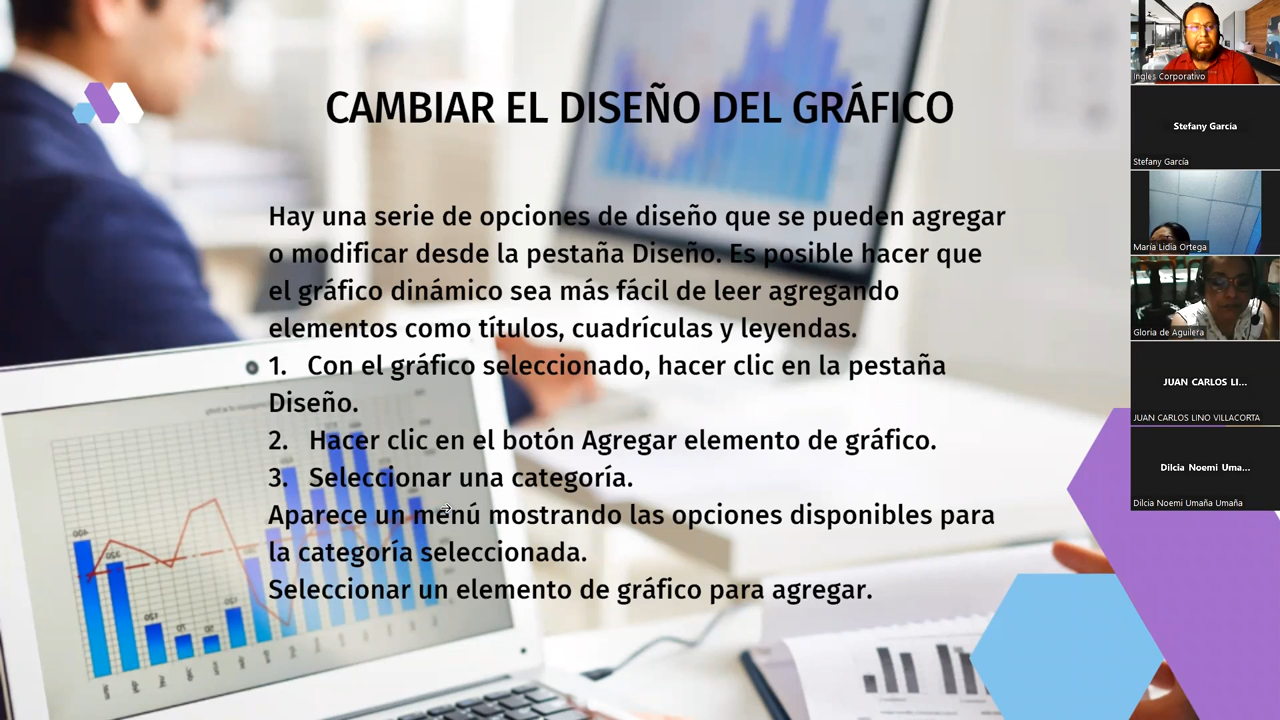 CAMBIAR EL DISEÑO DEL GRÁFICO
Hay una serie de opciones de diseño que se pueden agregar
o modificar desde la pestaña Diseño. Es posible hacer que
el gráfico dinámico sea más fácil de leer agregando
elementos como títulos, cuadrículas y leyendas.
1. Con el gráfico seleccionado, hacer clic en la pestaña
Diseño.
2. Hacer clic en el botón Agregar elemento de gráfico.
3. Seleccionar una categoría.
Aparece un menú mostrando las opciones disponibles para
la categoría seleccionada.
Seleccionar un elemento de gráfico para agregar.
Ingles Corporativo
Stefany García
Stefany García
María Lidia Ortega
Gloria de Aguilera
JUAN CARLOS LI...
JUAN CARLOS LINO VILLACORTA
Dilcia Noemi Uma...
Dilcia Noemi Umaña Umaña